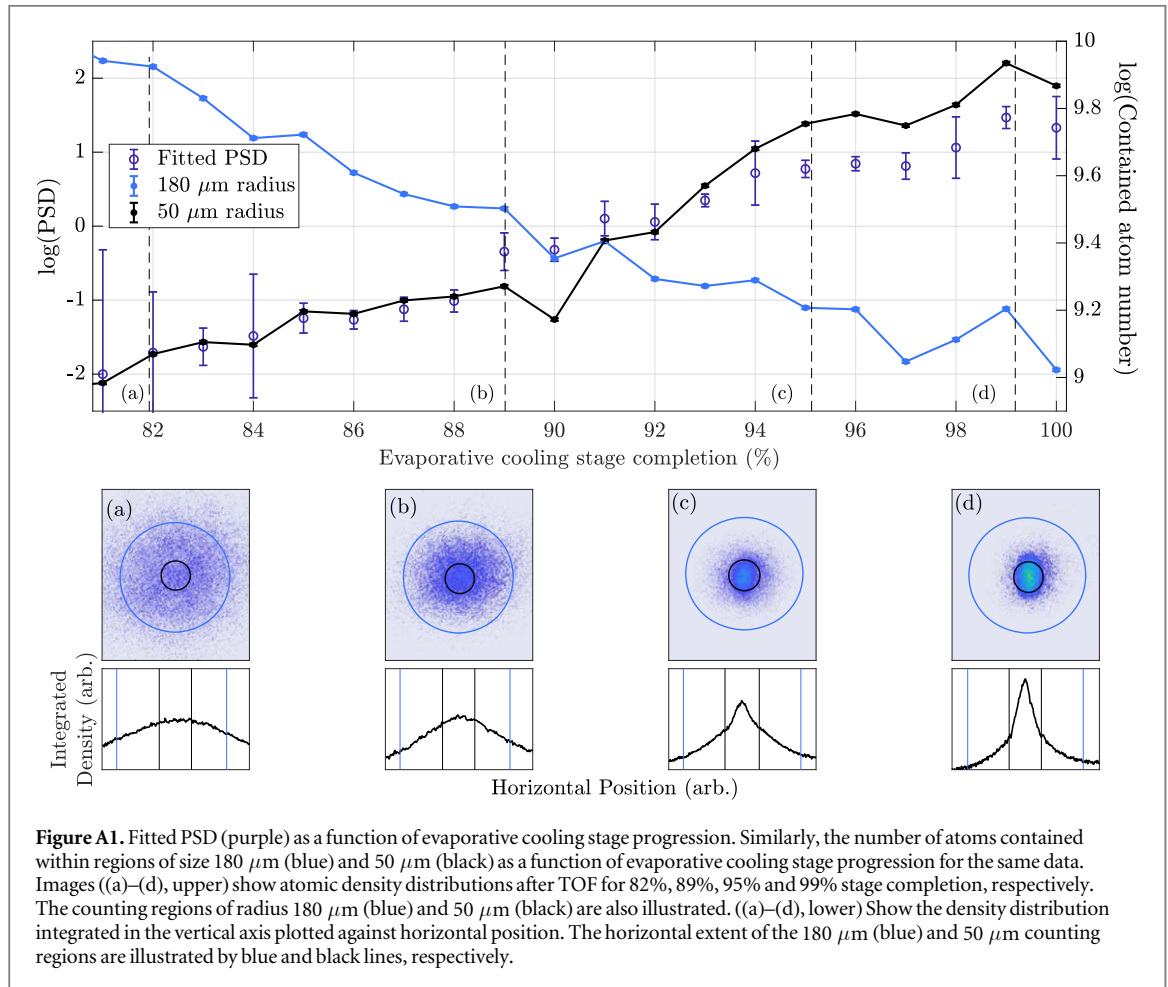 10
2
9.8
1
Fitted PSD
180 μm radius
50 μm radius
9.6
log(PSD)
0
log(Contained
atom number)
9.4
-1
9.2
-2
9
(a)
(b)
(c)
(d)
82
84
86
88
90
92
94
96
98
100
Evaporative cooling stage completion (%)
(a)
(b)
(c)
(d)
Integrated
Density (arb.)
Horizontal Position (arb.)
Figure A1. Fitted PSD (purple) as a function of evaporative cooling stage progression. Similarly, the number of atoms contained
within regions of size 180 μm (blue) and 50 μm (black) as a function of evaporative cooling stage progression for the same data.
Images ((a)–(d), upper) show atomic density distributions after TOF for 82%, 89%, 95% and 99% stage completion, respectively.
The counting regions of radius 180 μm (blue) and 50 μm (black) are also illustrated. ((a)–(d), lower) Show the density distribution
integrated in the vertical axis plotted against horizontal position. The horizontal extent of the 180 μm (blue) and 50 μm counting
regions are illustrated by blue and black lines, respectively.